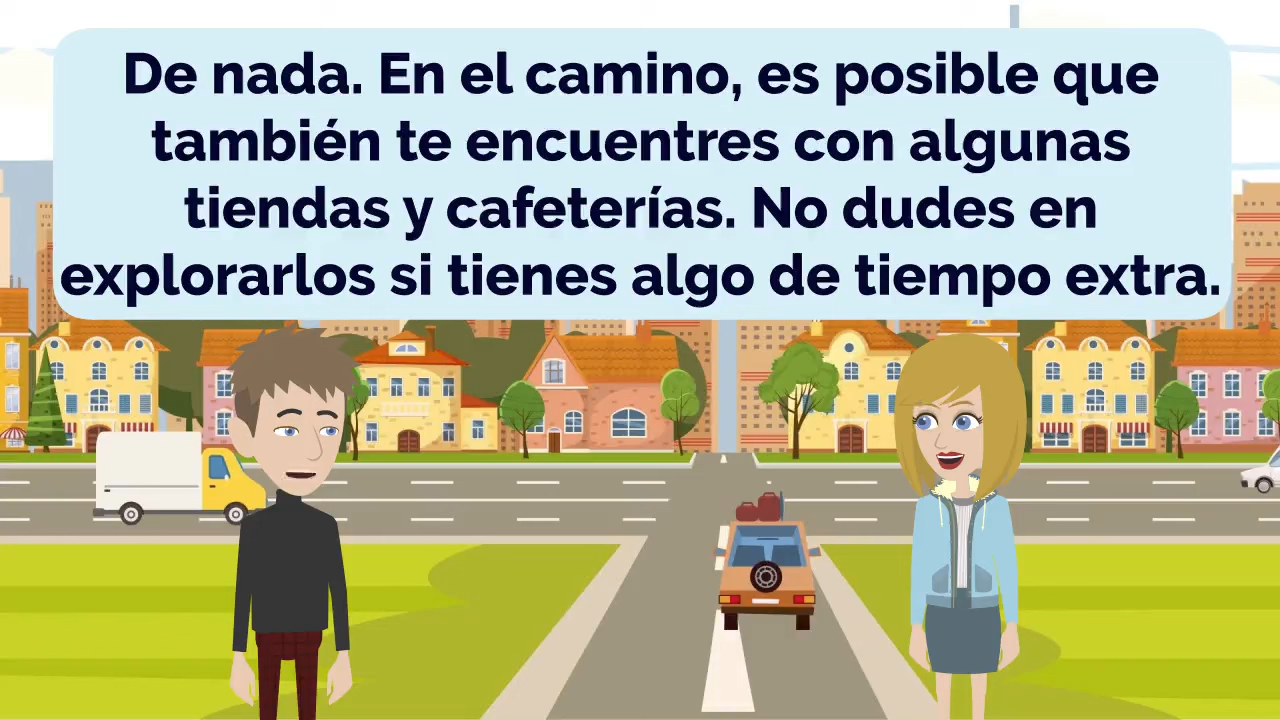 De nada. En el camino, es posible que
también te encuentres con algunas
tiendas y cafeterías. No dudes en
explorarlos si tienes algo de tiempo extra.